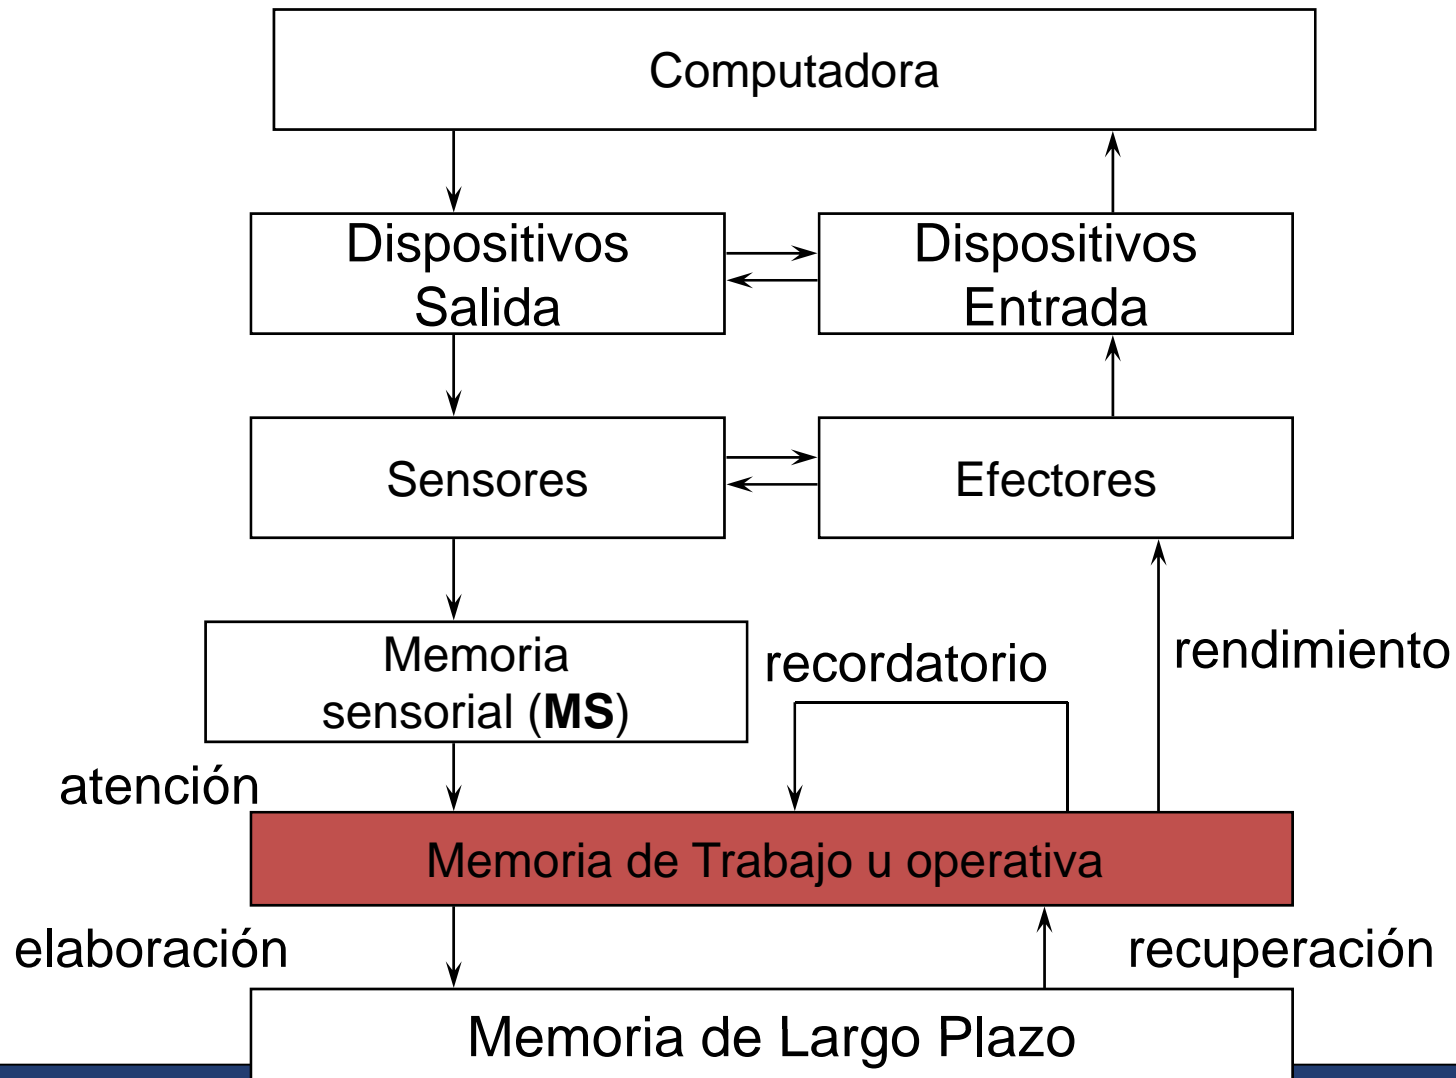 Computadora
Dispositivos
Salida
Dispositivos
Entrada
Sensores
Efectores
Memoria
sensorial (MS)
recordatorio
rendimiento
atención
Memoria de Trabajo u operativa
elaboración
recuperación
Memoria de Largo Plazo